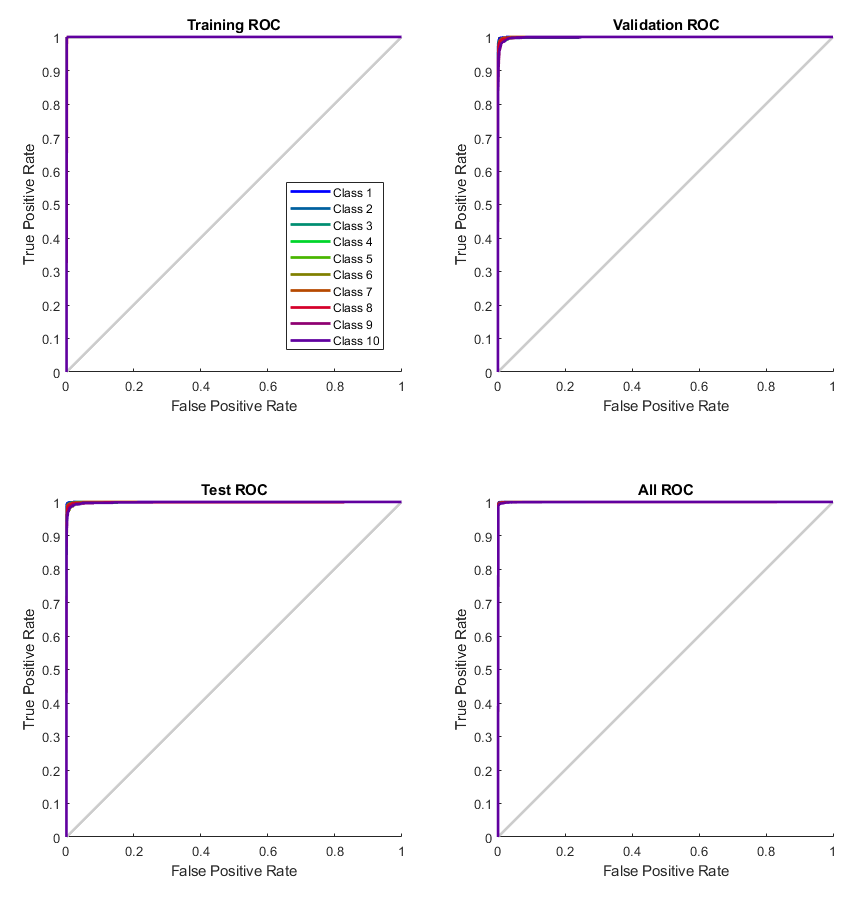 Training ROC
1
0.9
0.8
0.7
0.6
0.5
0.4
0.3
0.2
0.1
0
True Positive Rate
Class 1
Class 2
Class 3
Class 4
Class 5
Class 6
Class 7
Class 8
Class 9
Class 10
0 0.2 0.4 0.6 0.8 1
False Positive Rate
Validation ROC
1
0.9
0.8
0.7
0.6
0.5
0.4
0.3
0.2
0.1
0
True Positive Rate
0 0.2 0.4 0.6 0.8 1
False Positive Rate
Test ROC
1
0.9
0.8
0.7
0.6
0.5
0.4
0.3
0.2
0.1
0
True Positive Rate
0 0.2 0.4 0.6 0.8 1
False Positive Rate
All ROC
1
0.9
0.8
0.7
0.6
0.5
0.4
0.3
0.2
0.1
0
True Positive Rate
0 0.2 0.4 0.6 0.8 1
False Positive Rate